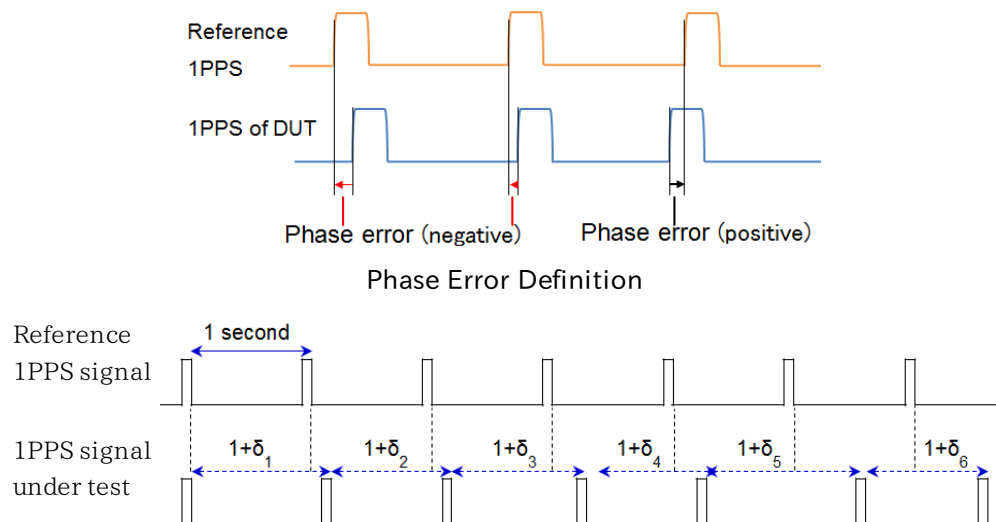 Reference
1PPS
1PPS of DUT
Phase error (negative)
Phase error (positive)
Phase Error Definition
Reference
1PPS signal
1 second
1PPS signal
under test
1+δ₁
1+δ₂
1+δ₃
1+δ₄
1+δ₅
1+δ₆